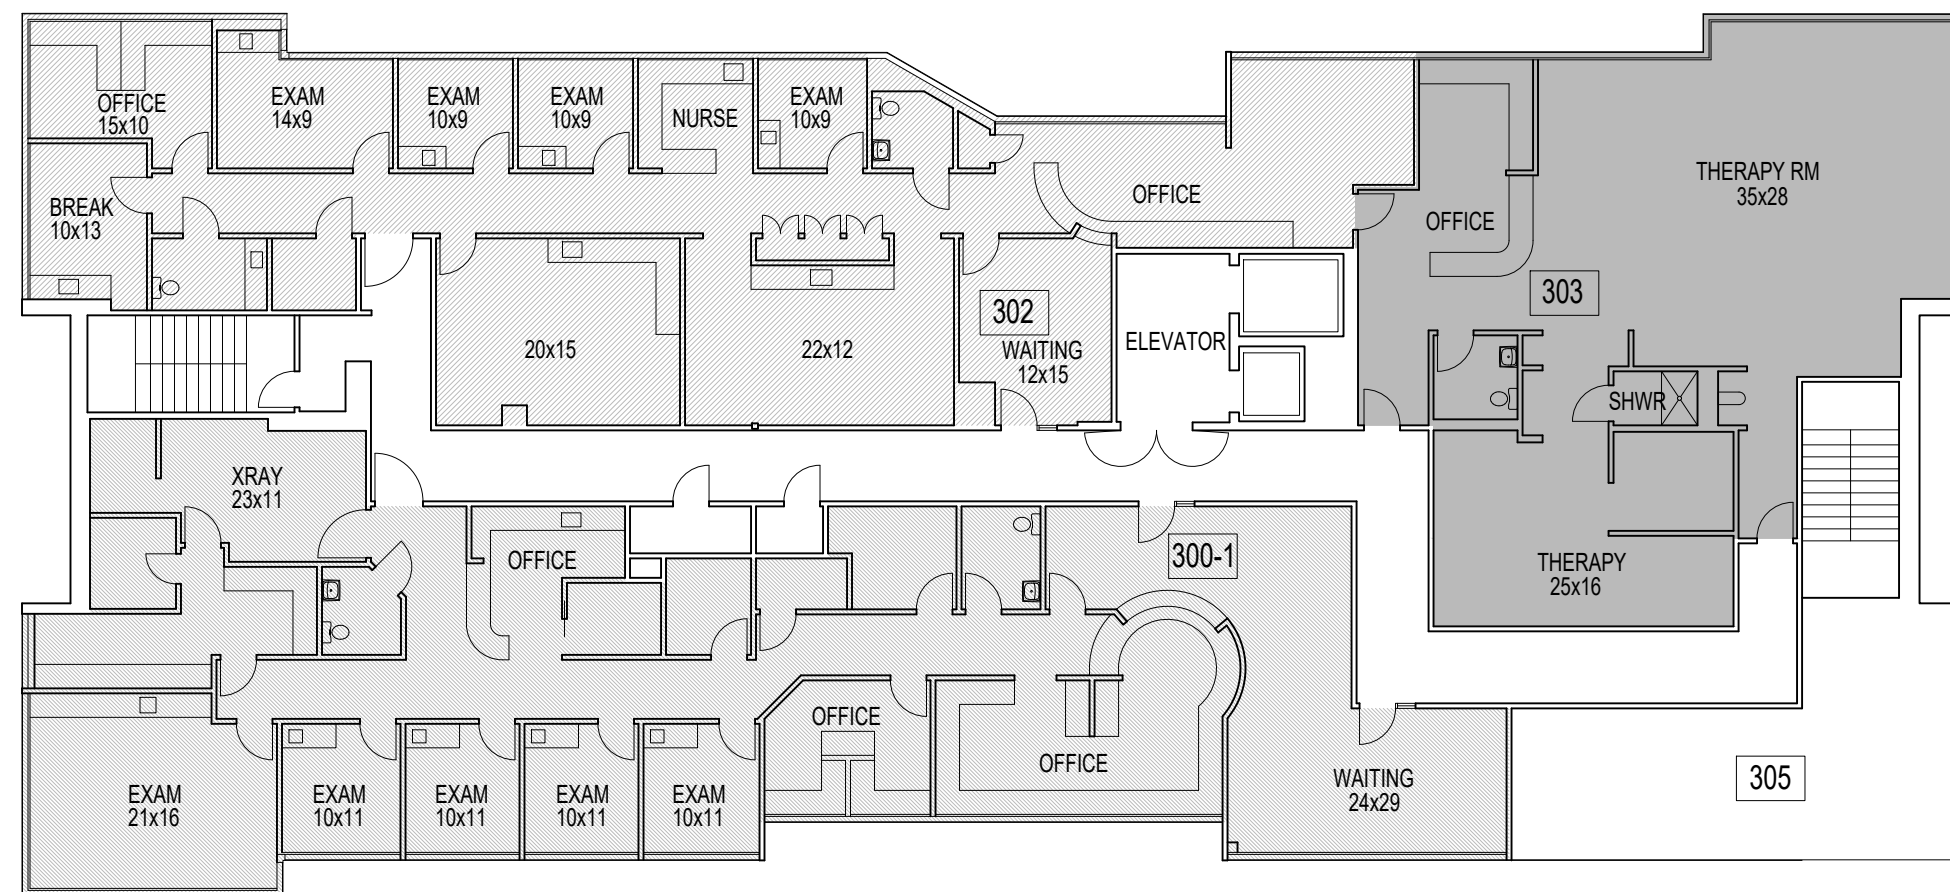 OFFICE
15x10
EXAM
14x9
EXAM
10x9
EXAM
10x9
NURSE
EXAM
10x9
OFFICE
THERAPY RM
35x28
OFFICE
BREAK
10x13
303
302
20x15
22x12
WAITING
12x15
ELEVATOR
SHWR
XRAY
23x11
OFFICE
300-1
THERAPY
25x16
OFFICE
OFFICE
WAITING
24x29
305
EXAM
21x16
EXAM
10x11
EXAM
10x11
EXAM
10x11
EXAM
10x11